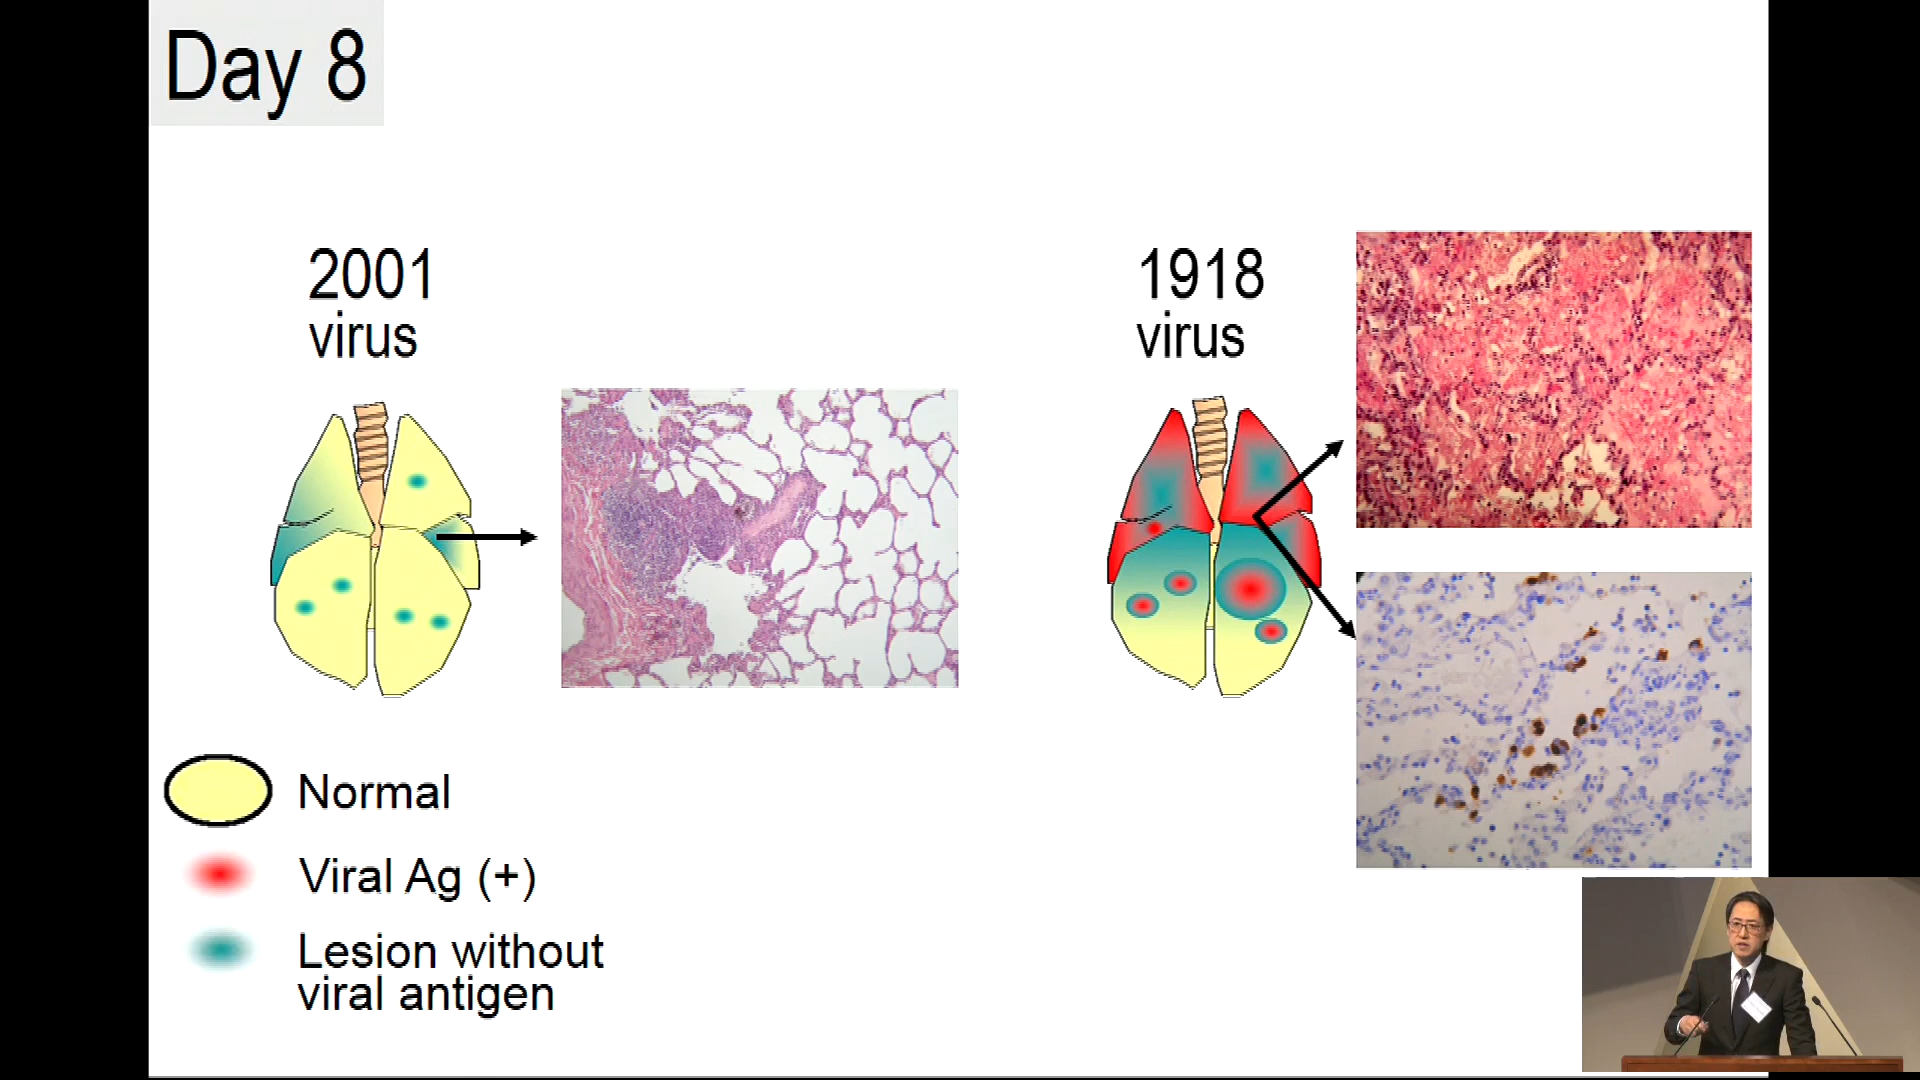 Day 8
2001
virus
1918
virus
Normal
Viral Ag (+)
Lesion without
viral antigen